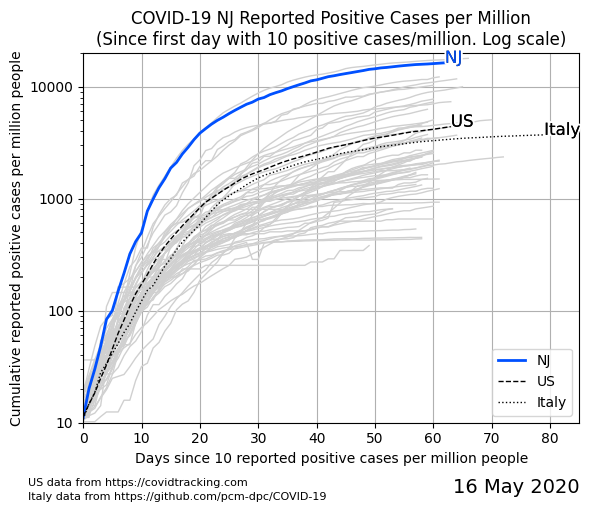 COVID-19 NJ Reported Positive Cases per Million
(Since first day with 10 positive cases/million. Log scale)
Cumulative reported positive cases per million people
10000
1000
100
10
NJ
US
Italy
NJ
US
Italy
0 10 20 30 40 50 60 70 80
Days since 10 reported positive cases per million people
US data from https://covidtracking.com
Italy data from https://github.com/pcm-dpc/COVID-19
16 May 2020